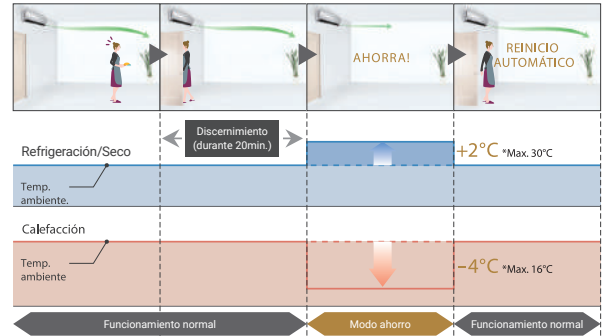 AHORRA!
REINICIO
AUTOMÁTICO
Discernimiento
(durante 20min.)
Refrigeración/Seco
+2°C *Max. 30°C
Temp.
ambiente.
Calefacción
Temp.
ambiente
-4°C *Max. 16°C
Funcionamiento normal
Modo ahorro
Funcionamiento normal